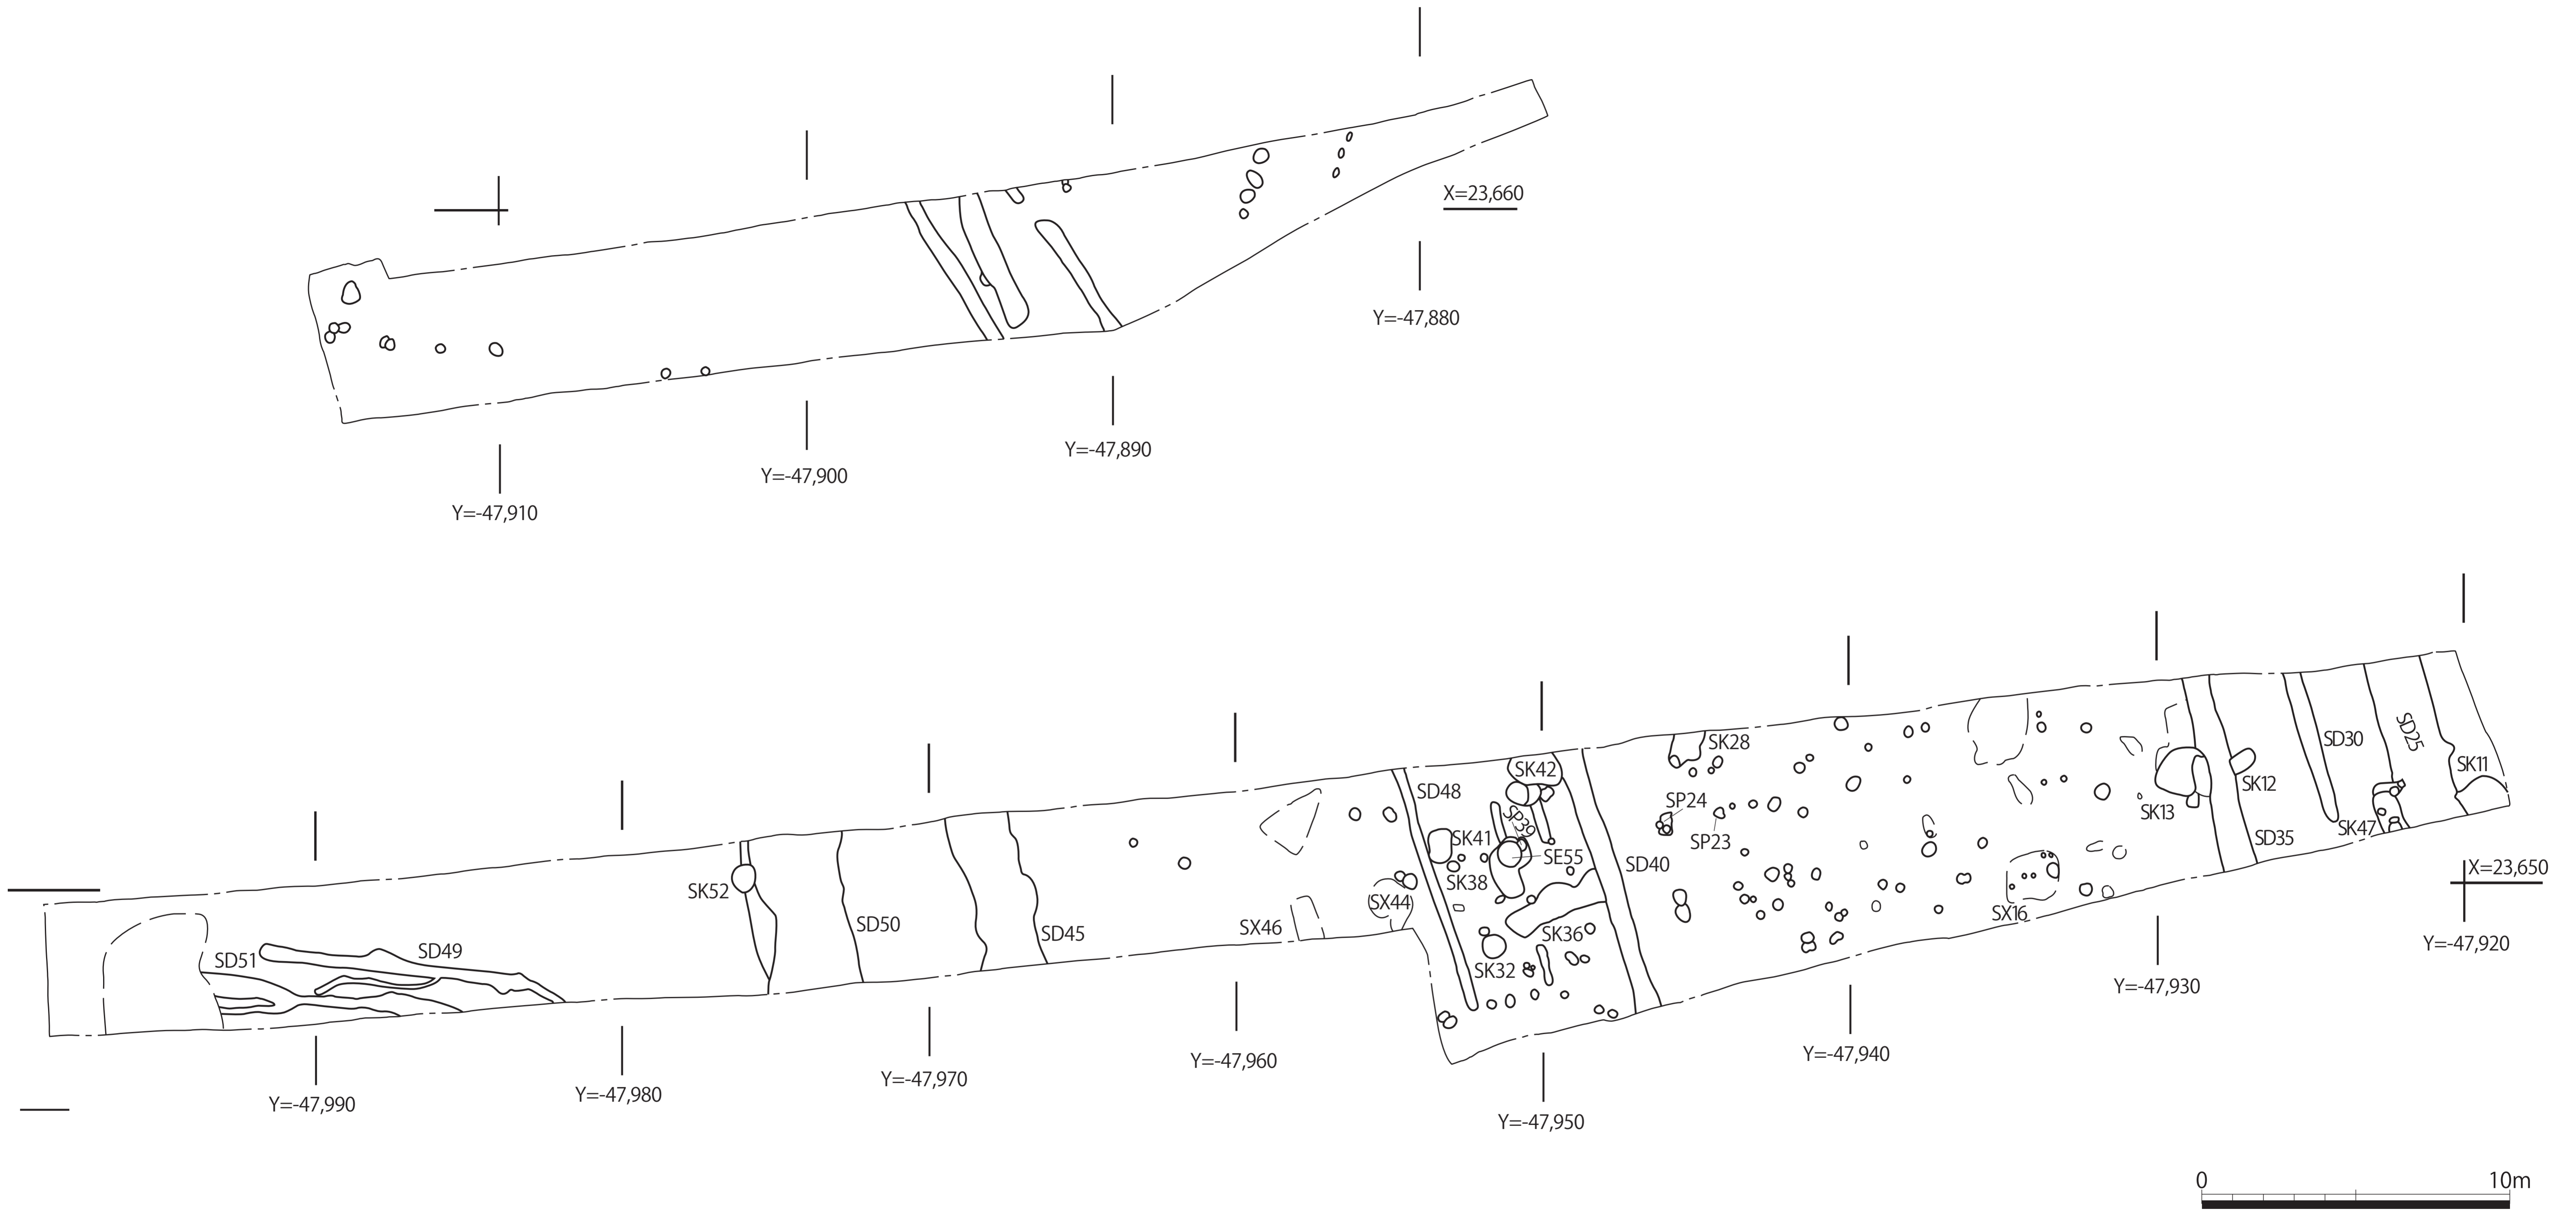 X=23,660
Y=-47,880
Y=-47,890
Y=-47,900
Y=-47,910
SK28
SD30
SD25
SK11
SK42
SK12
SD48
SP24
SK13
SP39
SP23
SK47
SK41
SD35
SE55
SD40
X=23,650
SK52
SK38
SX44
SX16
SD50
SD45
SX46
SK36
Y=-47,920
SD51
SD49
SK32
Y=-47,930
Y=-47,940
Y=-47,960
Y=-47,970
Y=-47,980
Y=-47,990
Y=-47,950
0 10m